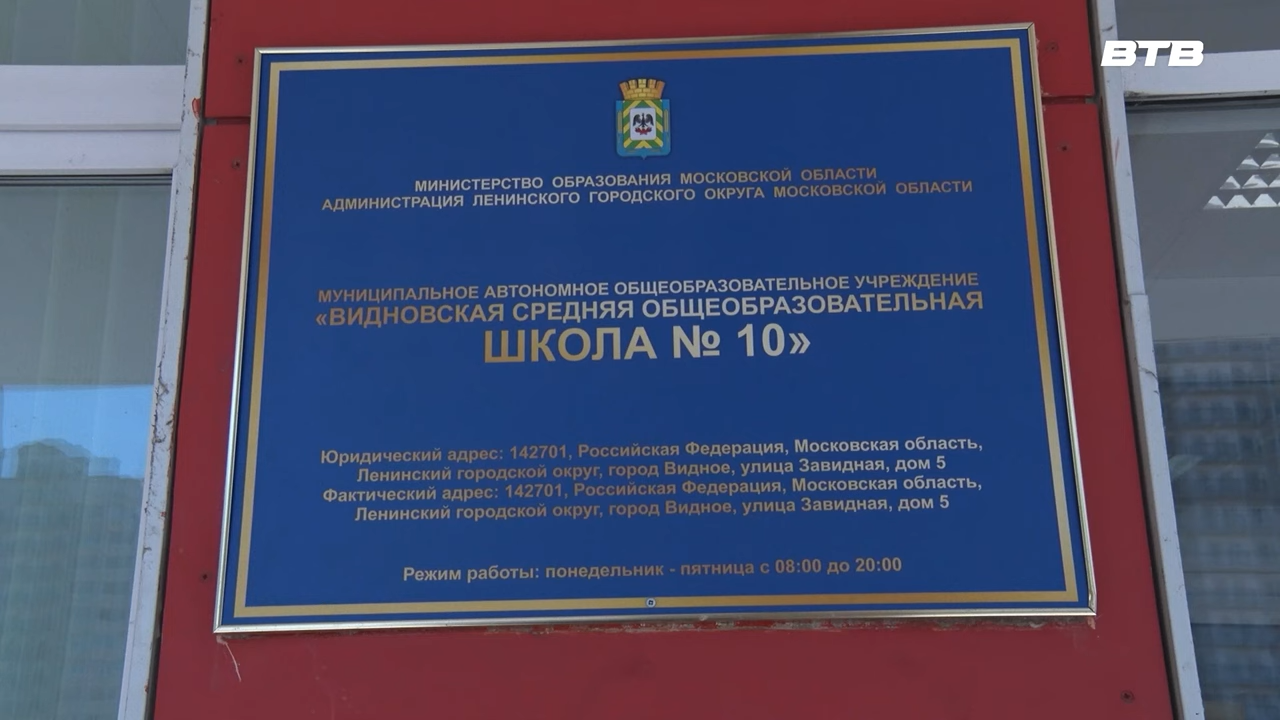 ВТВ
МИНИСТЕРСТВО ОБРАЗОВАНИЯ МОСКОВСКОЙ ОБЛАСТИ
АДМИНИСТРАЦИЯ ЛЕНИНСКОГО ГОРОДСКОГО ОКРУГА МОСКОВСКОЙ ОБЛАСТИ
МУНИЦИПАЛЬНОЕ АВТОНОМНОЕ ОБЩЕОБРАЗОВАТЕЛЬНОЕ УЧРЕЖДЕНИЕ
«ВИДНОВСКАЯ СРЕДНЯЯ ОБЩЕОБРАЗОВАТЕЛЬНАЯ
ШКОЛА № 10»
Юридический адрес: 142701, Российская Федерация, Московская область,
Ленинский городской округ, город Видное, улица Завидная, дом 5
Фактический адрес: 142701, Российская Федерация, Московская область,
Ленинский городской округ, город Видное, улица Завидная, дом 5
Режим работы: понедельник - пятница с 08:00 до 20:00